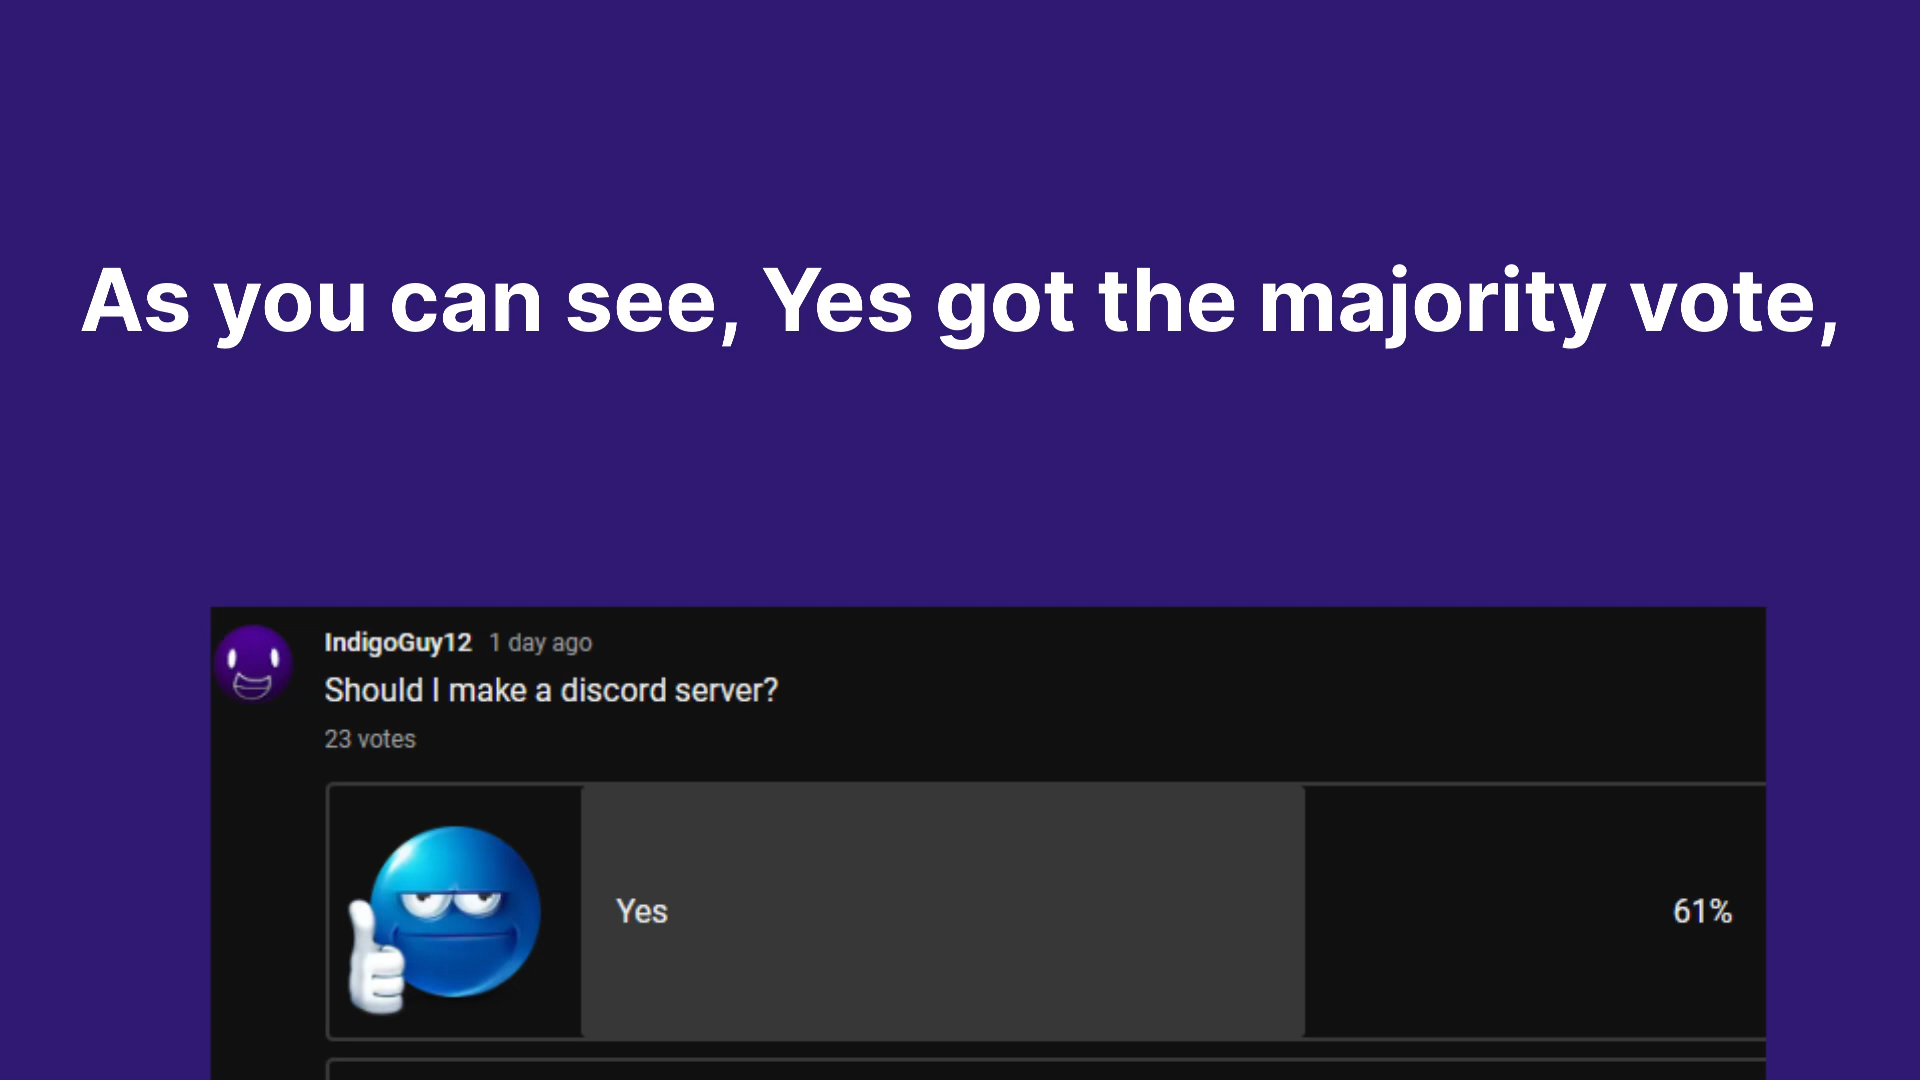 As you can see, Yes got the majority vote,
IndigoGuy12 1 day ago
Should I make a discord server?
23 votes
Yes 61%